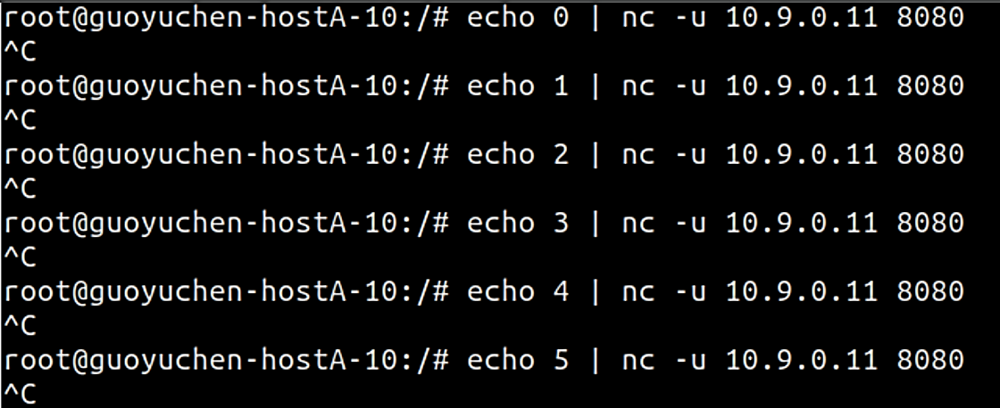 root@guoyuchen-hostA-10:/# echo 0 | nc -u 10.9.0.11 8080
^C
root@guoyuchen-hostA-10:/# echo 1 | nc -u 10.9.0.11 8080
^C
root@guoyuchen-hostA-10:/# echo 2 | nc -u 10.9.0.11 8080
^C
root@guoyuchen-hostA-10:/# echo 3 | nc -u 10.9.0.11 8080
^C
root@guoyuchen-hostA-10:/# echo 4 | nc -u 10.9.0.11 8080
^C
root@guoyuchen-hostA-10:/# echo 5 | nc -u 10.9.0.11 8080
^C